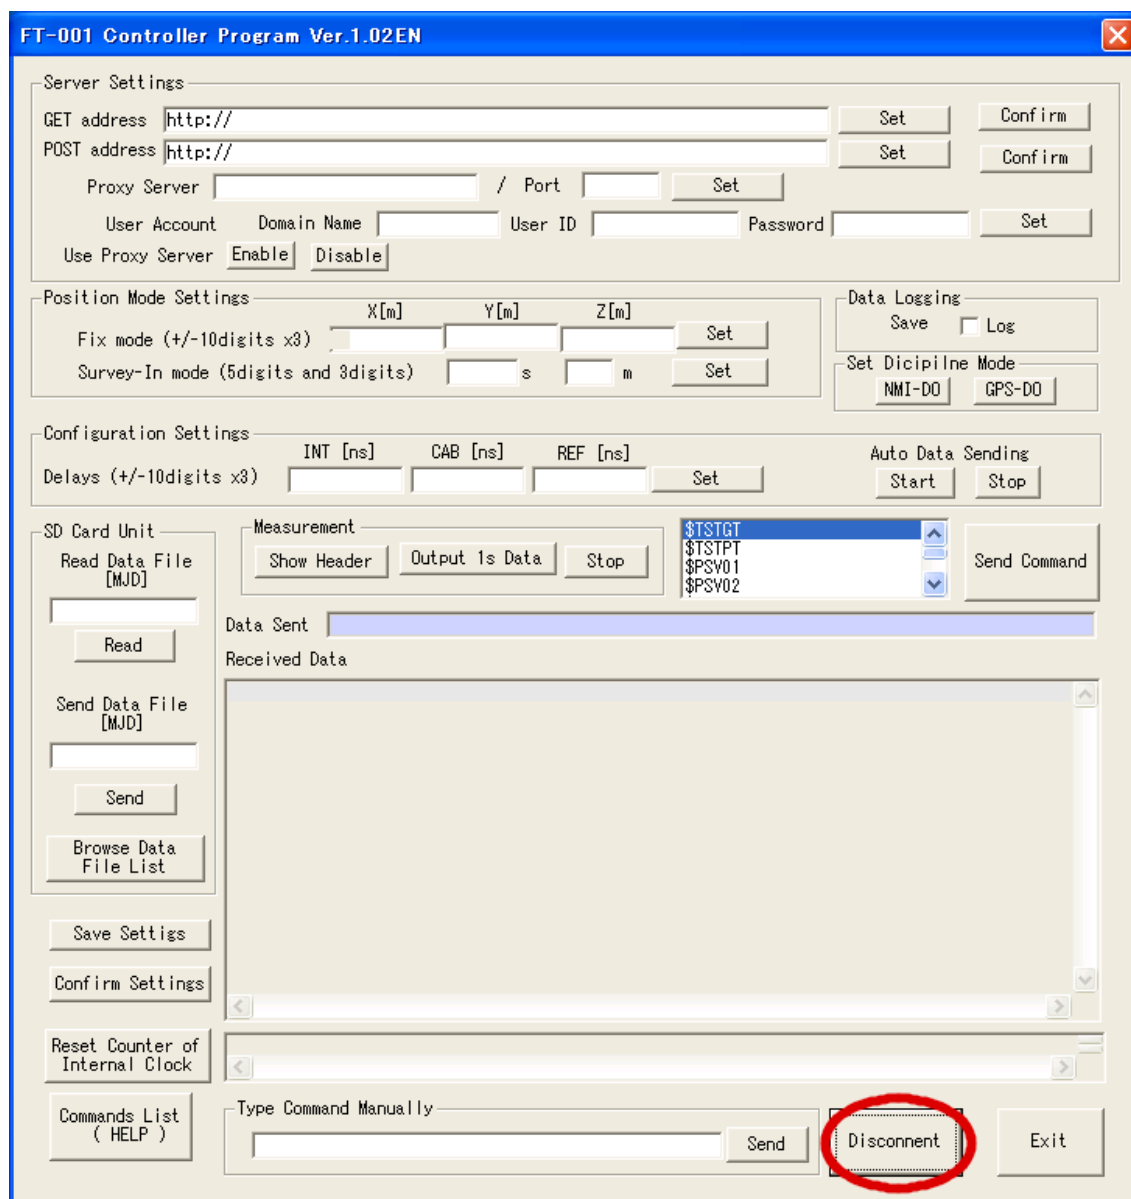 FT-001 Controller Program Ver.1.02EN
Server Settings
GET address http:// Set Confirm
POST address http:// Set Confirm
Proxy Server / Port Set
User Account Domain Name User ID Password Set
Use Proxy Server Enable Disable
Position Mode Settings
X[m] Y[m] Z[m]
Fix mode (+/-10digits x3) Set
Survey-In mode (5digits and 3digits) s m Set
Data Logging
Save Log
Set Dicipilne Mode
NMI-DO GPS-DO
Configuration Settings
INT [ns] CAB [ns] REF [ns]
Delays (+/-10digits x3) Set
Auto Data Sending
Start Stop
SD Card Unit
Read Data File
[MJD]
Read
Send Data File
[MJD]
Send
Browse Data
File List
Measurement
Show Header Output 1s Data Stop
$TSTGT
$TSTPT
$PSV01
$PSV02
Send Command
Data Sent
Received Data
Save Settigs
Confirm Settings
Reset Counter of
Internal Clock
Commands List
( HELP )
Type Command Manually
Send
Disconnent
Exit